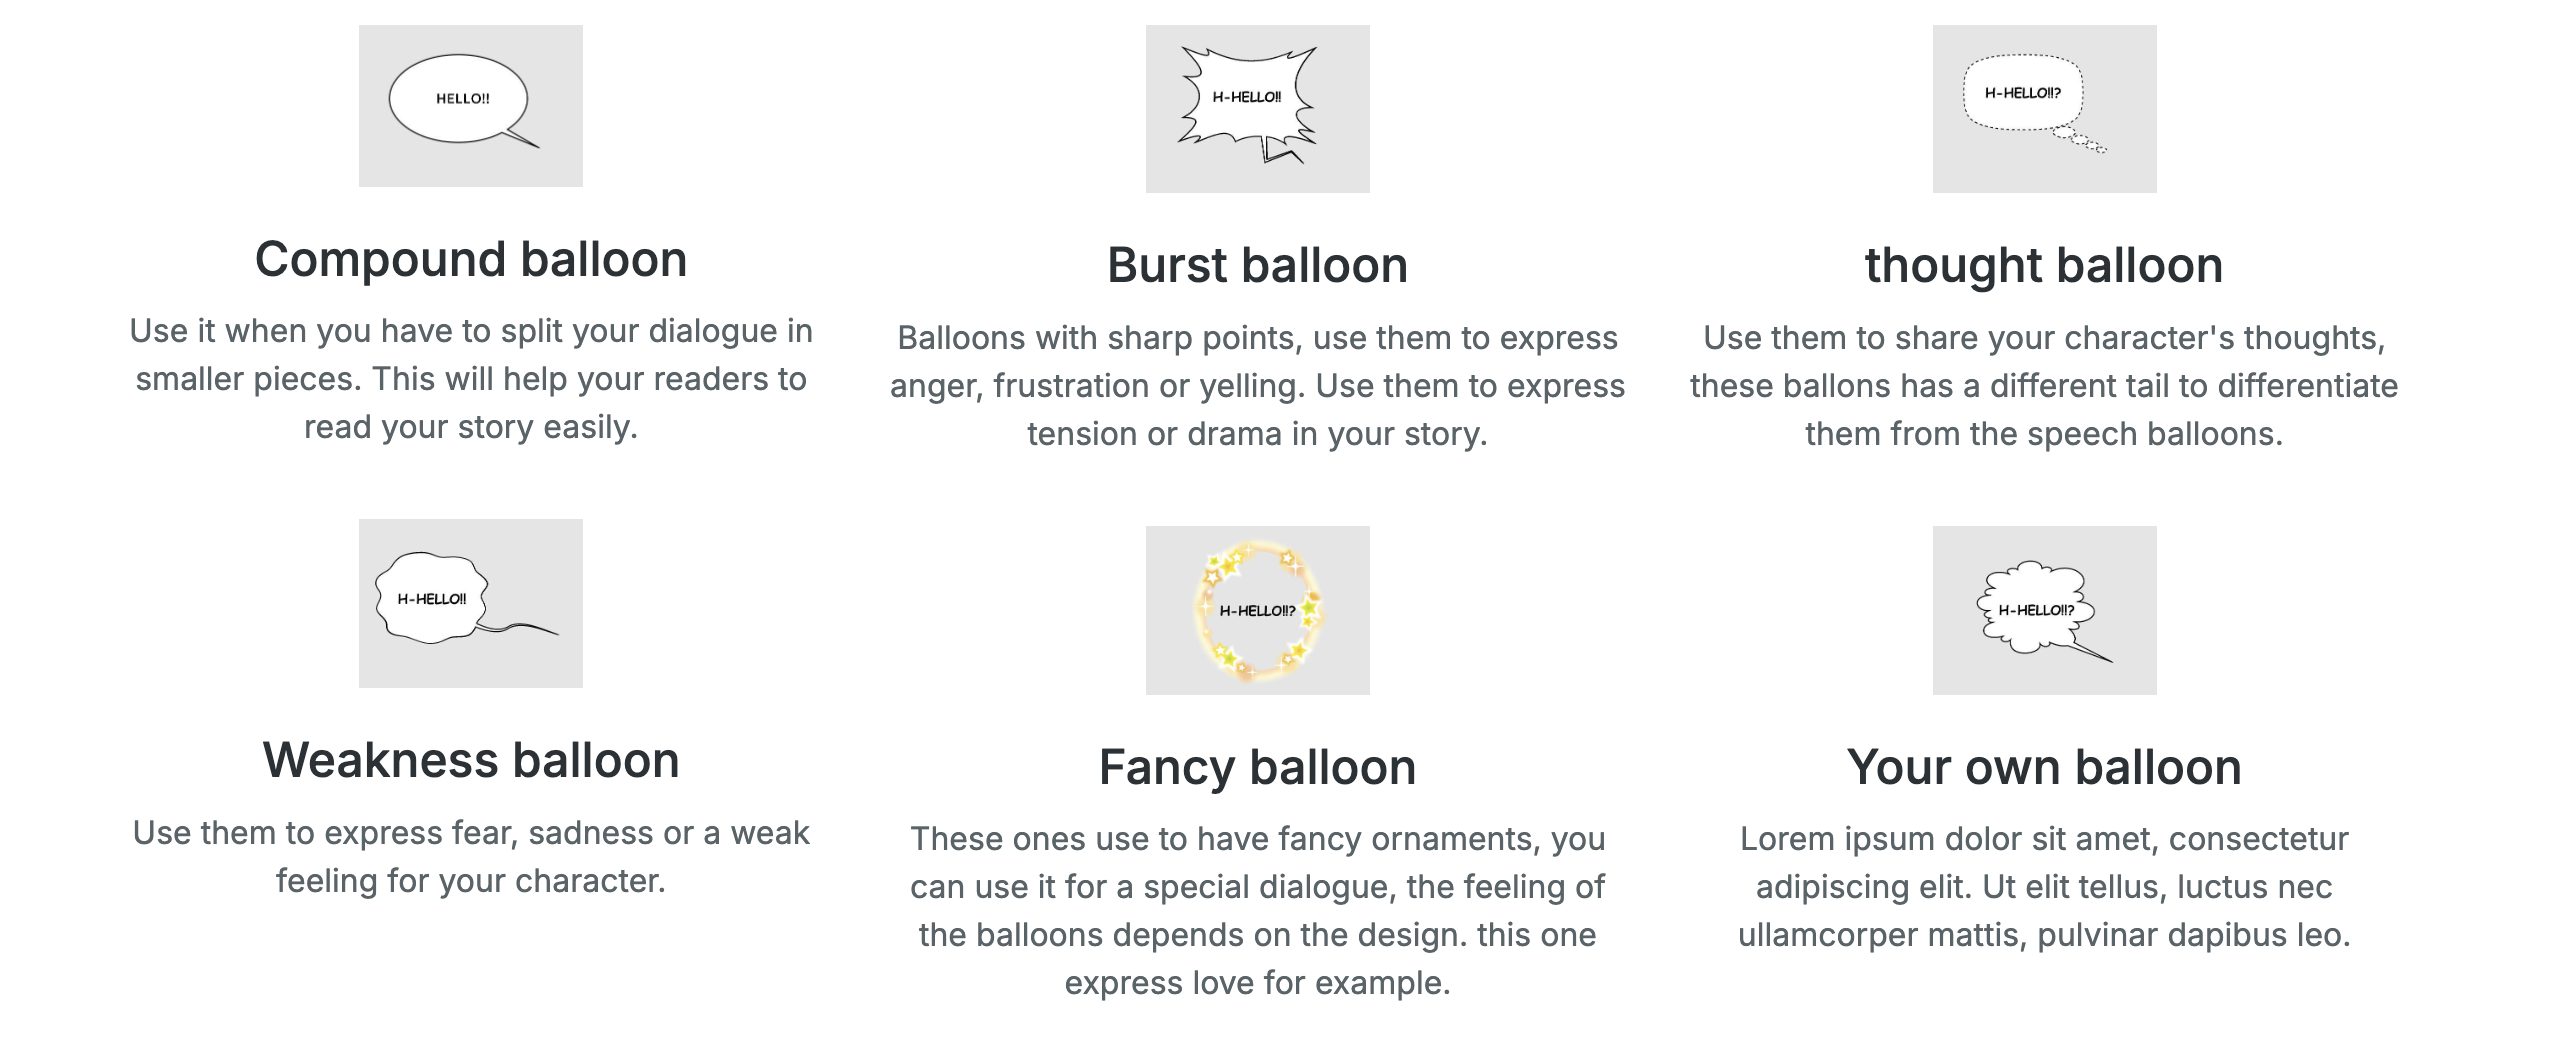 HELLO!!
H-HELLO!!
H-HELLO!!?
Compound balloon
Use it when you have to split your dialogue in
smaller pieces. This will help your readers to
read your story easily.
Burst balloon
Balloons with sharp points, use them to express
anger, frustration or yelling. Use them to express
tension or drama in your story.
thought balloon
Use them to share your character's thoughts,
these ballons has a different tail to differentiate
them from the speech balloons.
H-HELLO!!
H-HELLO!!?
H-HELLO!!?
Weakness balloon
Use them to express fear, sadness or a weak
feeling for your character.
Fancy balloon
These ones use to have fancy ornaments, you
can use it for a special dialogue, the feeling of
the balloons depends on the design. this one
express love for example.
Your own balloon
Lorem ipsum dolor sit amet, consectetur
adipiscing elit. Ut elit tellus, luctus nec
ullamcorper mattis, pulvinar dapibus leo.